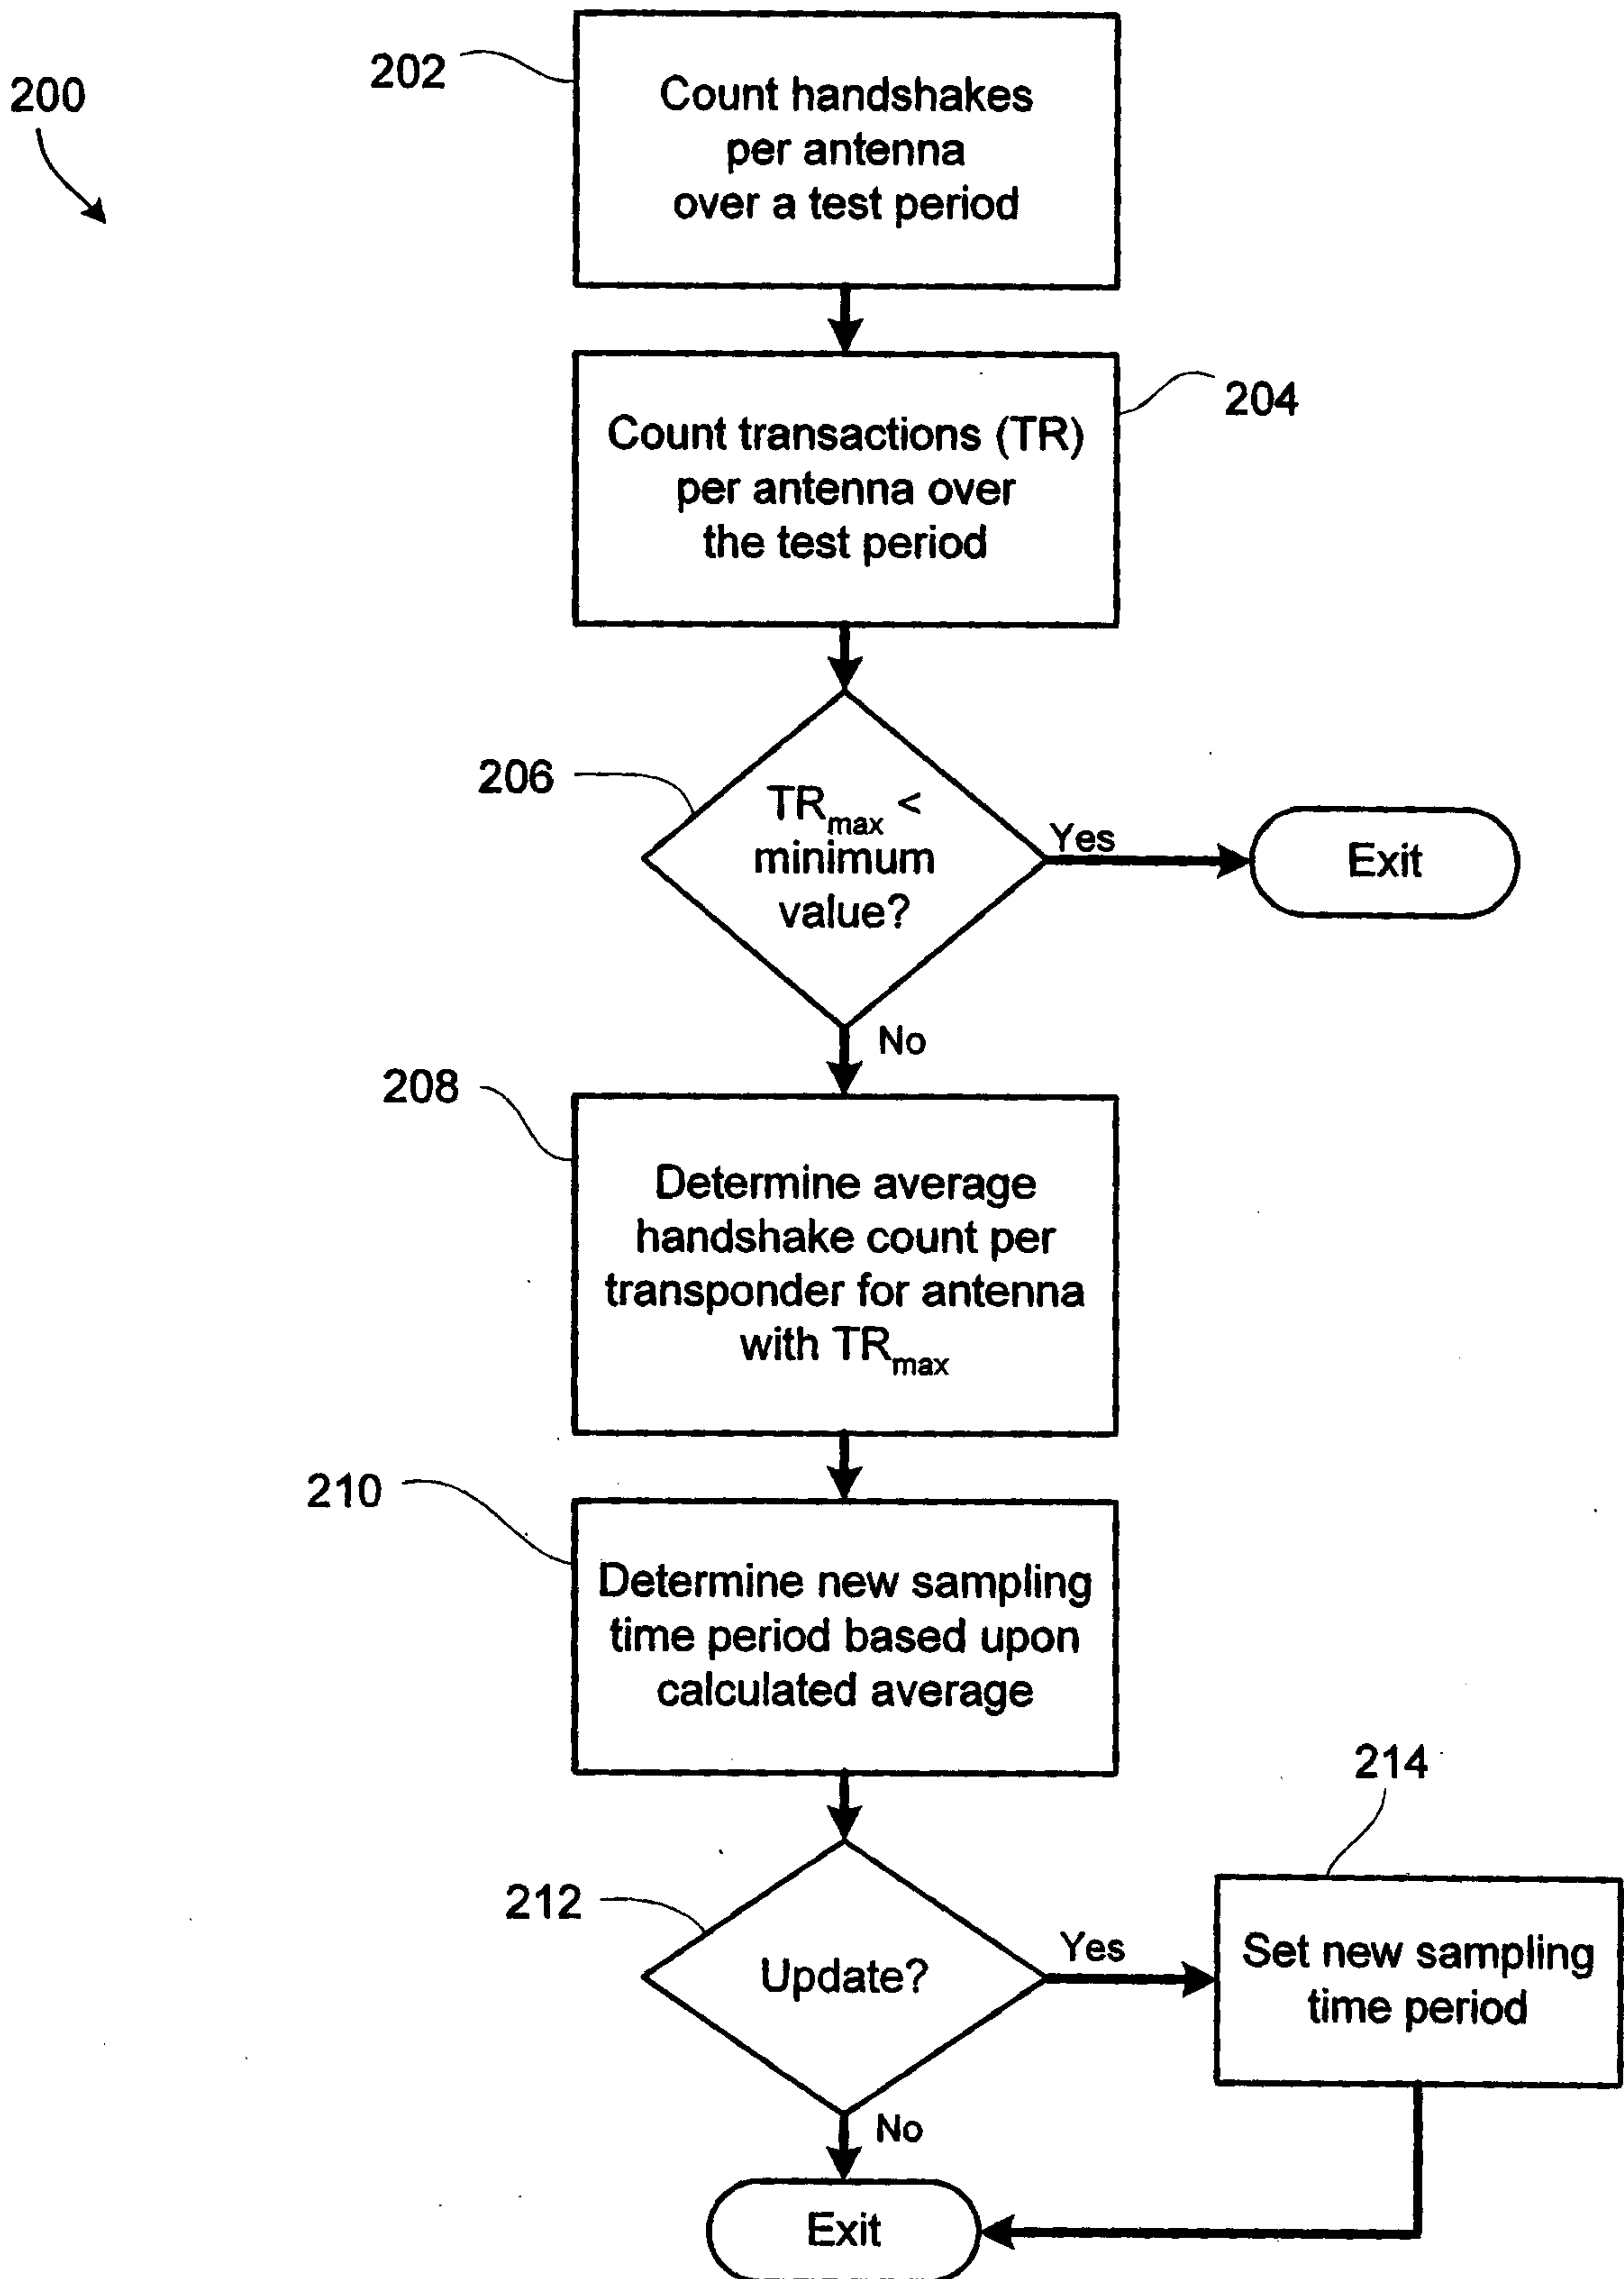 200
202
Count handshakes
per antenna
over a test period
204
Count transactions (TR)
per antenna over
the test period
206
TRmax <
minimum
value?
Yes
Exit
No
208
Determine average
handshake count per
transponder for antenna
with TRmax
210
Determine new sampling
time period based upon
calculated average
212
Update?
Yes
214
Set new sampling
time period
No
Exit